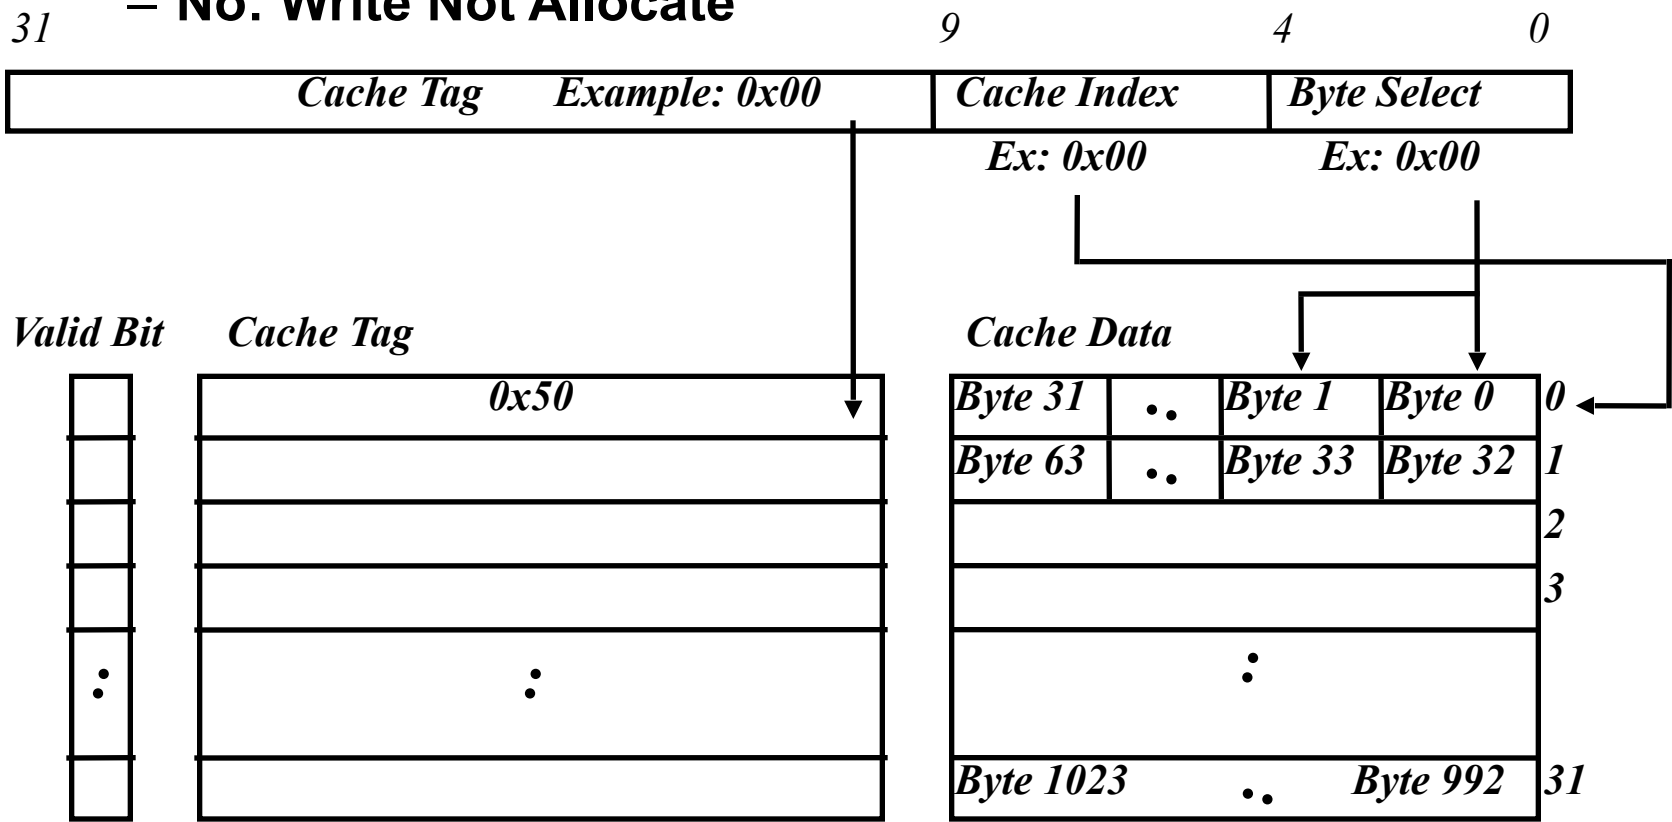 – No: Write Not Allocate
31 9 4 0
Cache Tag Example: 0x00 Cache Index Byte Select
Ex: 0x00 Ex: 0x00
Valid Bit Cache Tag Cache Data
0x50 Byte 31 .. Byte 1 Byte 0 0
Byte 63 .. Byte 33 Byte 32 1
2
3
: : :
Byte 1023 .. Byte 992 31